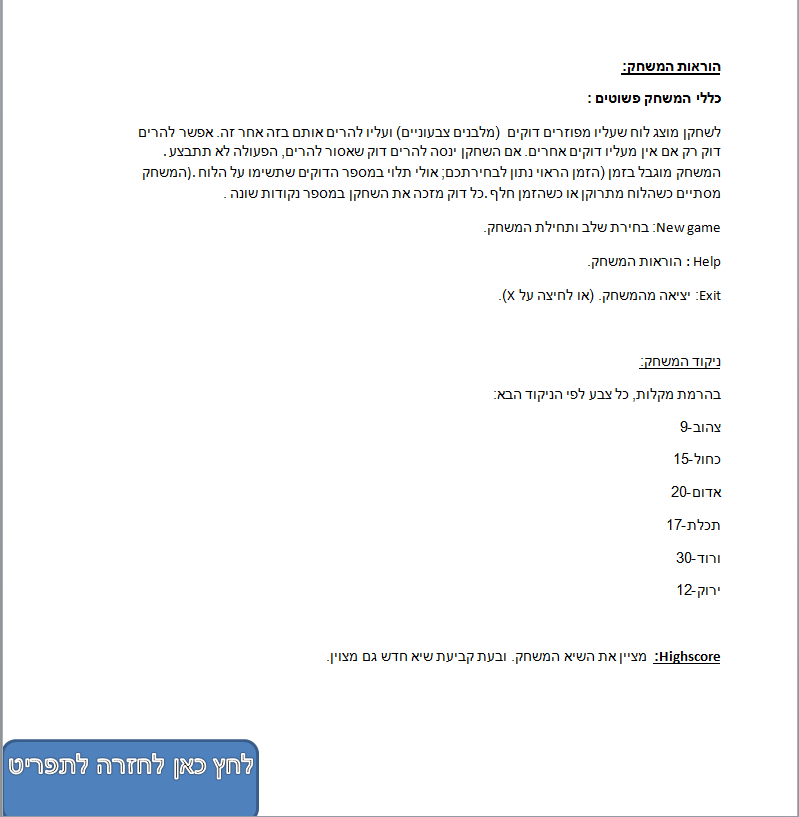 הוראות המשחק:
כללי המשחק פשוטים :
לשחקן מוצג לוח שעליו מפוזרים דוקים (מלבנים צבעוניים) ועליו להרים אותם בזה אחר זה. אפשר להרים
דוק רק אם אין מעליו דוקים אחרים. אם השחקן ינסה להרים דוק שאסור להרים, הפעולה לא תתבצע .
המשחק מוגבל בזמן (הזמן הראוי נתון לבחירתכם; אולי תלוי במספר הדוקים שתשימו על הלוח .(המשחק
מסתיים כשהלוח מתרוקן או כשהזמן חלף .כל דוק מזכה את השחקן במספר נקודות שונה .
New game: בחירת שלב ותחילת המשחק.
Help : הוראות המשחק.
Exit: יציאה מהמשחק. (או לחיצה על X).
ניקוד המשחק:
בהרמת מקלות, כל צבע לפי הניקוד הבא:
צהוב-9
כחול-15
אדום-20
תכלת-17
ורוד-30
ירוק-12
Highscore: מציין את השיא המשחק. ובעת קביעת שיא חדש גם מצוין.
לחץ כאן לחזרה לתפריט